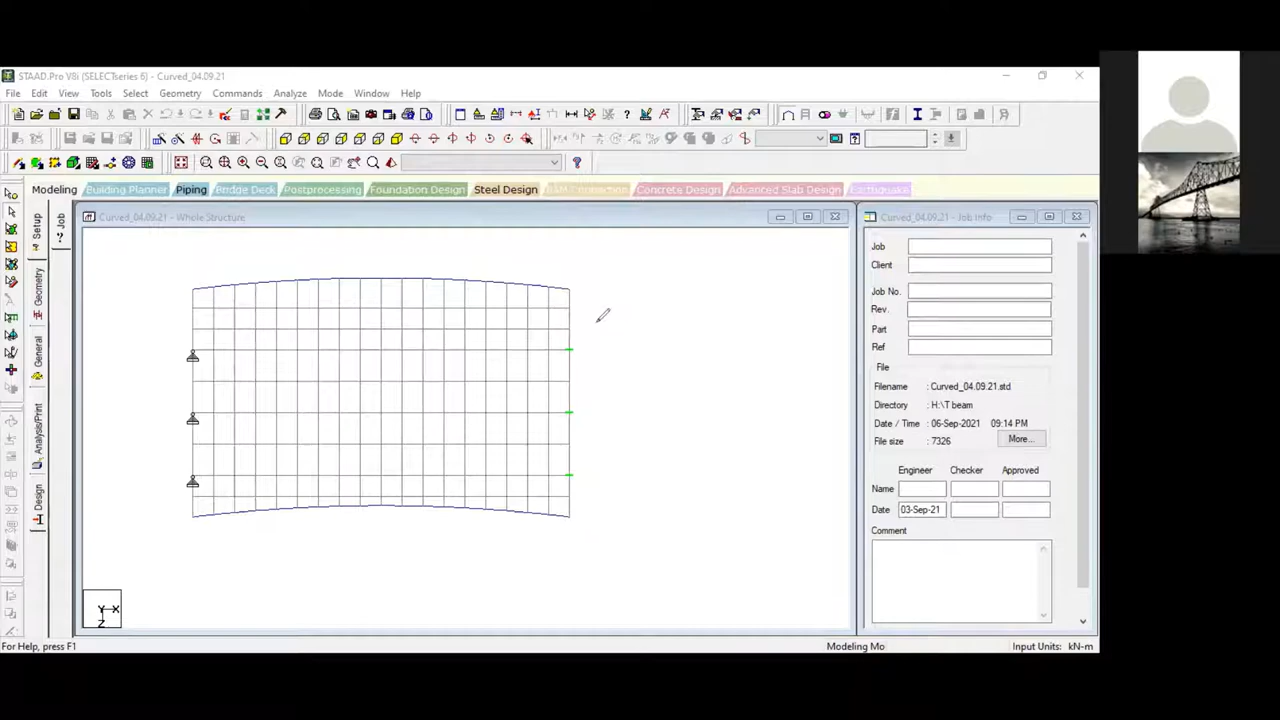 STAAD.Pro V8i (SELECTseries 6) - Curved_04.09.21
File Edit View Tools Select Geometry Commands Analyze Mode Window Help
Modeling Building Planner Piping Bridge Deck Postprocessing Foundation Design Steel Design RAM Connection Concrete Design Advanced Slab Design Earthquake
Curved_04.09.21 - Whole Structure
Job
Setup
Geometry
General
Analysis/Print
Design
Y X
Z
Curved_04.09.21 - Job Info
Job
Client
Job No.
Rev.
Part
Ref
File
Filename : Curved_04.09.21.std
Directory : H:\T beam
Date / Time : 06-Sep-2021 09:14 PM
File size : 7326 More...
Engineer Checker Approved
Name
Date 03-Sep-21
Comment
For Help, press F1
Modeling Mo
Input Units: kN-m